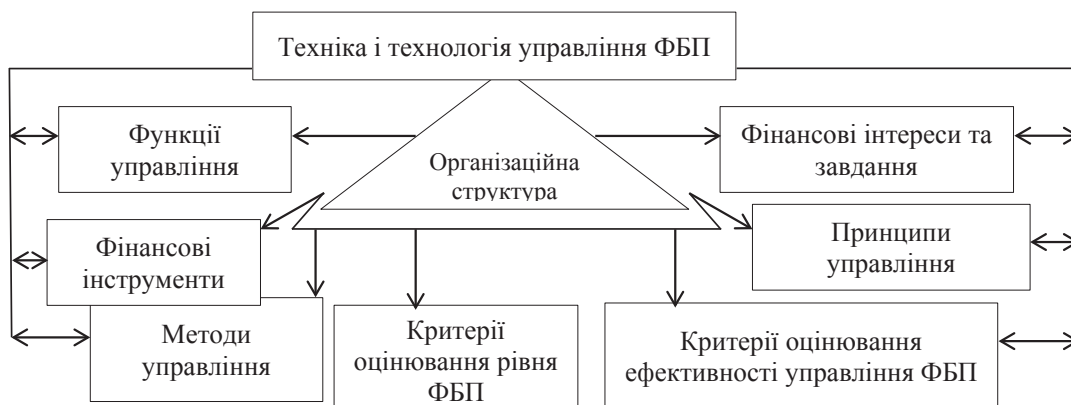 Техніка і технологія управління ФБП
Функції
управління
Організаційна
структура
Фінансові інтереси та
завдання
Фінансові
інструменти
Принципи
управління
Методи
управління
Критерії
оцінювання рівня
ФБП
Критерії оцінювання
ефективності управління ФБП